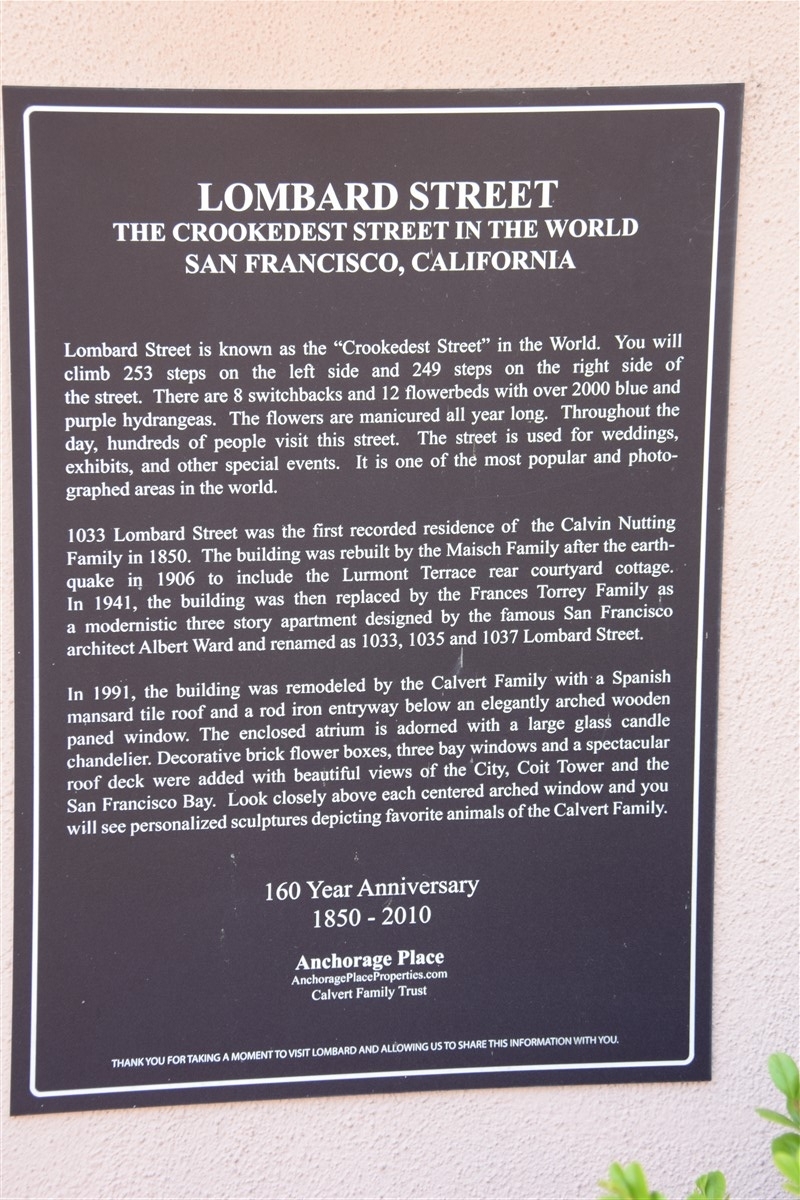 LOMBARD STREET
THE CROOKEDEST STREET IN THE WORLD
SAN FRANCISCO, CALIFORNIA
Lombard Street is known as the “Crookedest Street” in the World. You will
climb 253 steps on the left side and 249 steps on the right side of
the street. There are 8 switchbacks and 12 flowerbeds with over 2000 blue and
purple hydrangeas. The flowers are manicured all year long. Throughout the
day, hundreds of people visit this street. The street is used for weddings,
exhibits, and other special events. It is one of the most popular and photo-
graphed areas in the world.
1033 Lombard Street was the first recorded residence of the Calvin Nutting
Family in 1850. The building was rebuilt by the Maisch Family after the earth-
quake in 1906 to include the Lurmont Terrace rear courtyard cottage.
In 1941, the building was then replaced by the Frances Torrey Family as
a modernistic three story apartment designed by the famous San Francisco
architect Albert Ward and renamed as 1033, 1035 and 1037 Lombard Street.
In 1991, the building was remodeled by the Calvert Family with a Spanish
mansard tile roof and a rod iron entryway below an elegantly arched wooden
paned window. The enclosed atrium is adorned with a large glass candle
chandelier. Decorative brick flower boxes, three bay windows and a spectacular
roof deck were added with beautiful views of the City, Coit Tower and the
San Francisco Bay. Look closely above each centered arched window and you
will see personalized sculptures depicting favorite animals of the Calvert Family.
160 Year Anniversary
1850 - 2010
Anchorage Place
AnchoragePlaceProperties.com
Calvert Family Trust
THANK YOU FOR TAKING A MOMENT TO VISIT LOMBARD AND ALLOWING US TO SHARE THIS INFORMATION WITH YOU.